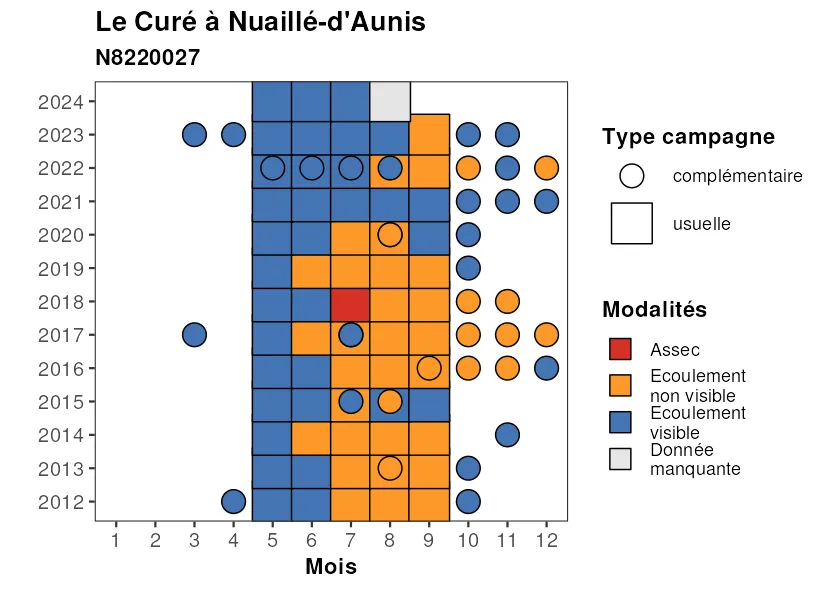 Le Curé à Nuaillé-d'Aunis
N8220027
2024
2023
2022
2021
2020
2019
2018
2017
2016
2015
2014
2013
2012
1 2 3 4 5 6 7 8 9 10 11 12
Mois
Type campagne
complémentaire
usuelle
Modalités
Assec
Ecoulement
non visible
Ecoulement
visible
Donnée
manquante